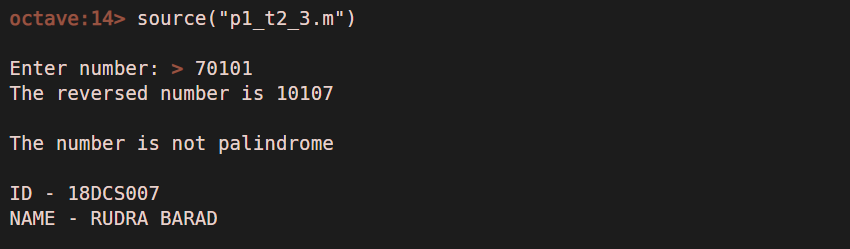 octave:14> source("p1_t2_3.m")
Enter number: > 70101
The reversed number is 10107
The number is not palindrome
ID - 18DCS007
NAME - RUDRA BARAD